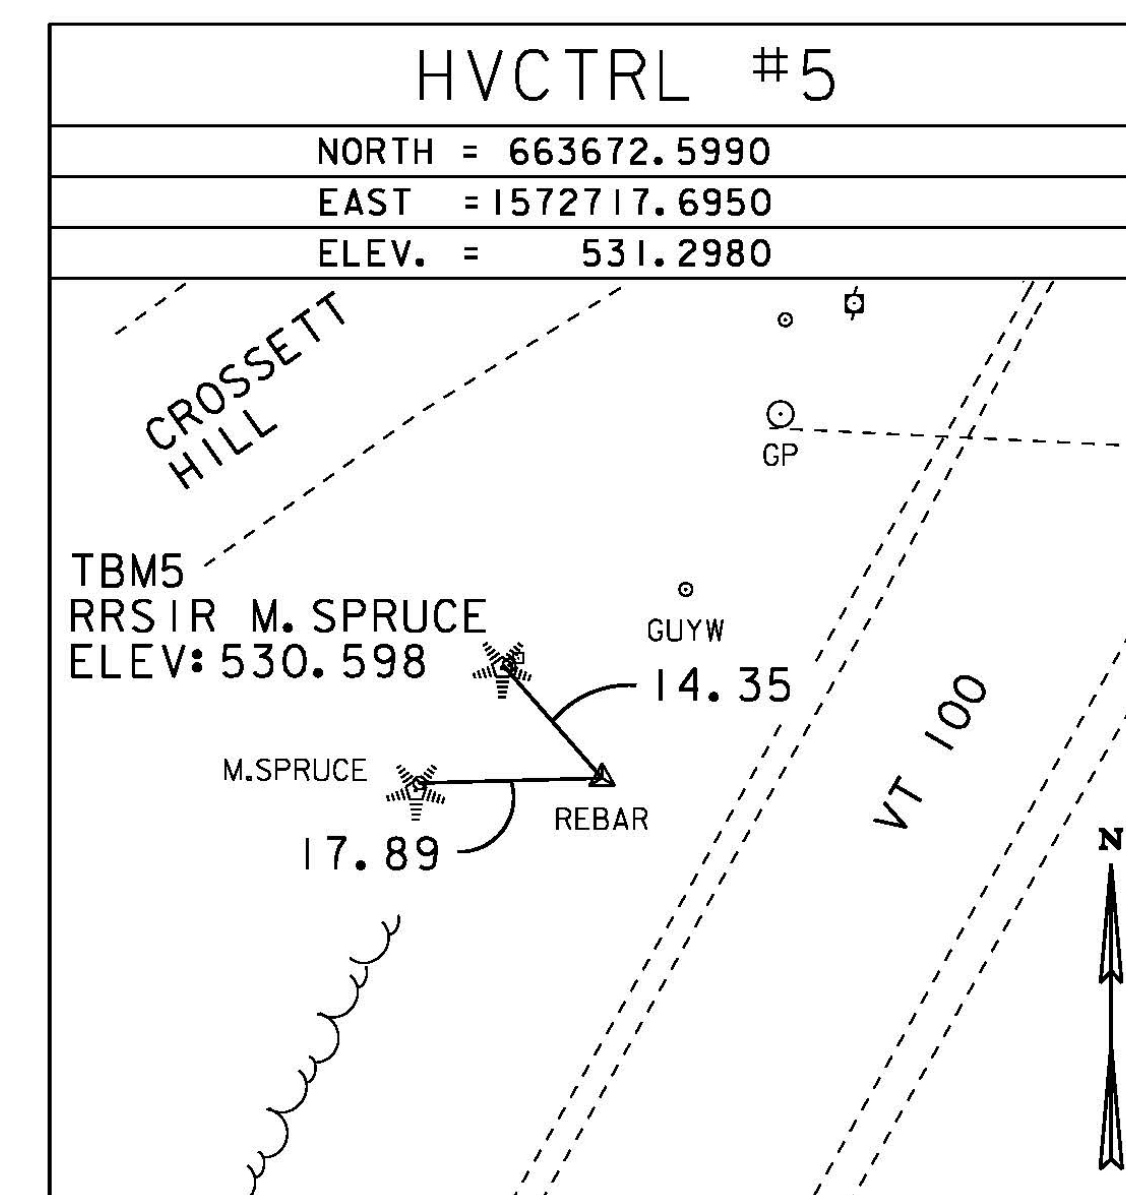 HVCTRL #5
NORTH = 663672.5990
EAST = 1572717.6950
ELEV. = 531.2980
CROSSETT
HILL
GP
TBM5
RRSIR M. SPRUCE
ELEV: 530.598
GUYW
14.35
VT 100
M.SPRUCE
REBAR
17.89
N